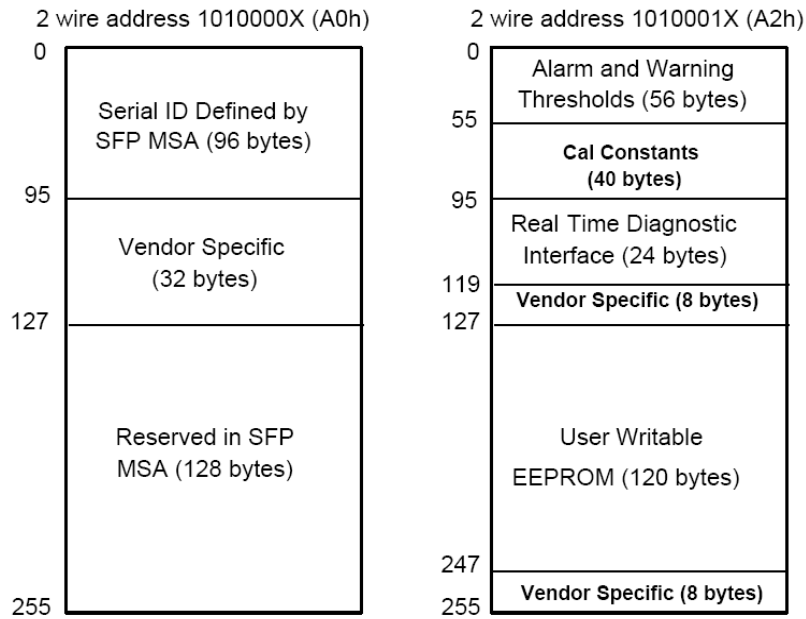 2 wire address 1010000X (A0h)
0
Serial ID Defined by
SFP MSA (96 bytes)
95
Vendor Specific
(32 bytes)
127
Reserved in SFP
MSA (128 bytes)
255
2 wire address 1010001X (A2h)
0
Alarm and Warning
Thresholds (56 bytes)
55
Cal Constants
(40 bytes)
95
Real Time Diagnostic
Interface (24 bytes)
119
Vendor Specific (8 bytes)
127
User Writable
EEPROM (120 bytes)
247
Vendor Specific (8 bytes)
255